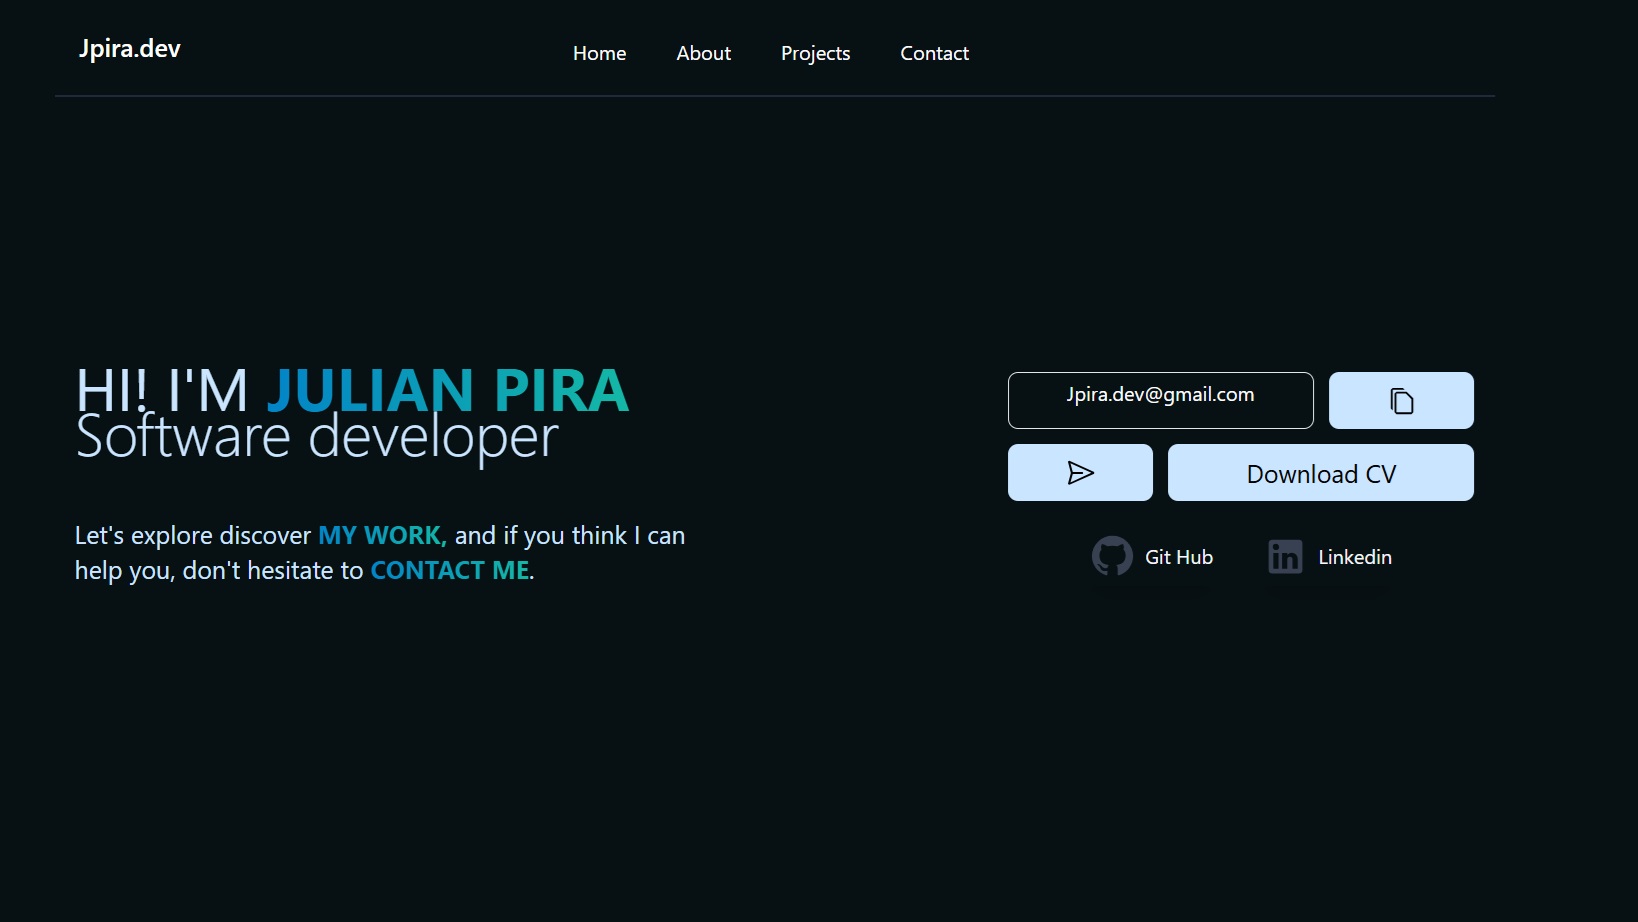 Jpira.dev
Home About Projects Contact
HI! I'M JULIAN PIRA
Software developer
Let's explore discover MY WORK, and if you think I can
help you, don't hesitate to CONTACT ME.
Jpira.dev@gmail.com
Download CV
Git Hub
Linkedin